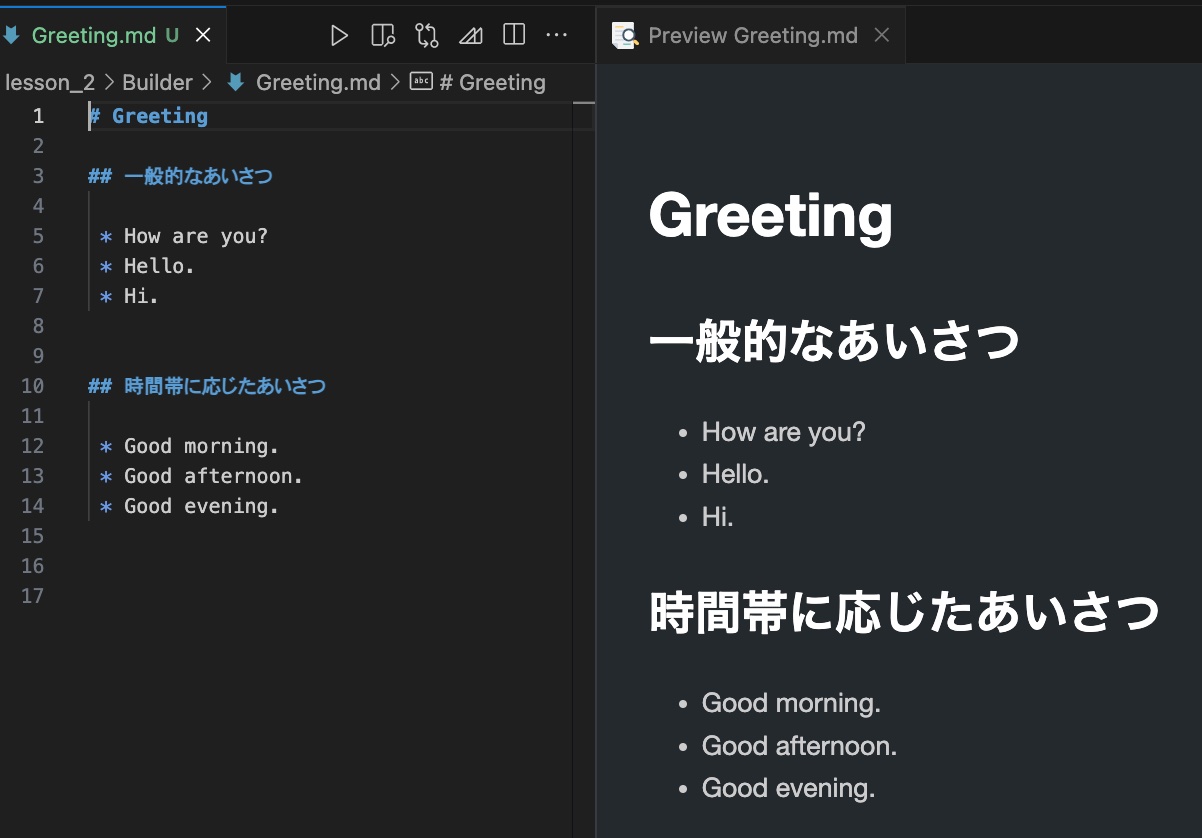 Greeting.md U
Preview Greeting.md
lesson_2 > Builder > Greeting.md > abc # Greeting
1 # Greeting
2
3 ## 一般的なあいさつ
4
5 * How are you?
6 * Hello.
7 * Hi.
8
9
10 ## 時間帯に応じたあいさつ
11
12 * Good morning.
13 * Good afternoon.
14 * Good evening.
15
16
17
Greeting
一般的なあいさつ
• How are you?
• Hello.
• Hi.
時間帯に応じたあいさつ
• Good morning.
• Good afternoon.
• Good evening.